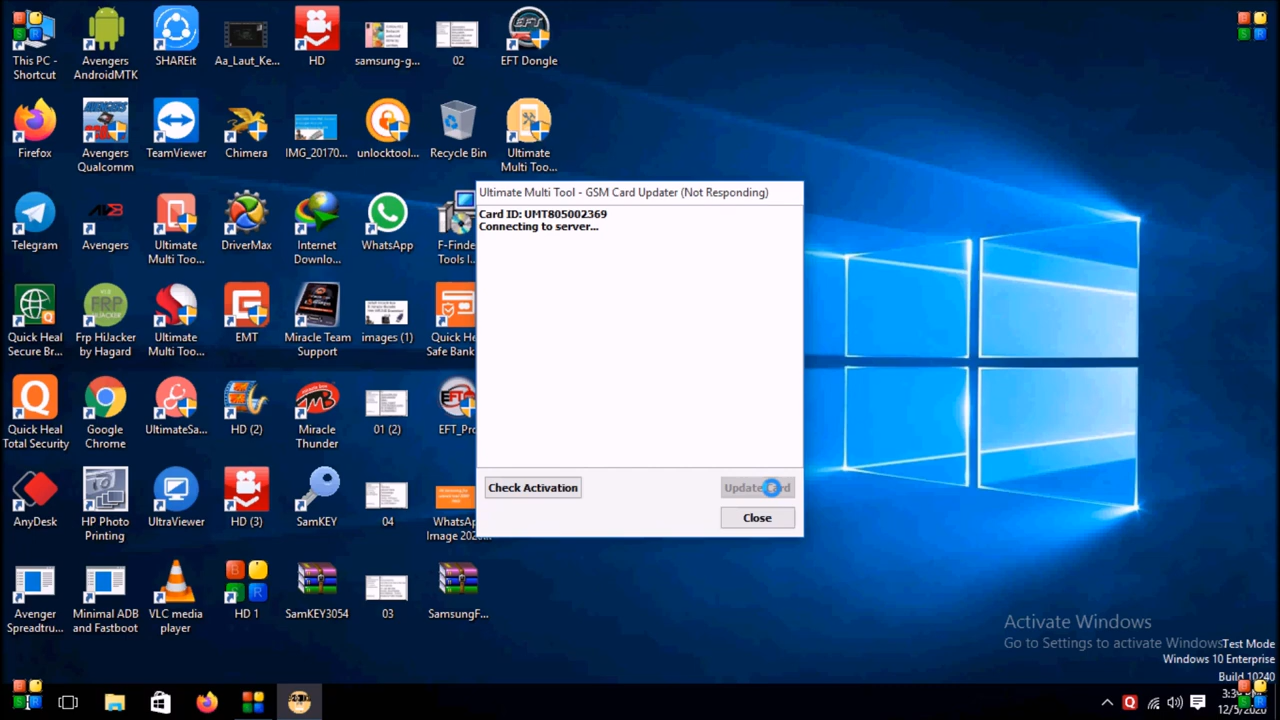 This PC -
Shortcut
Avengers
AndroidMTK
SHAREit
Aa_Laut_Ke...
HD
samsung-g...
02
EFT Dongle
Firefox
Avengers
Qualcomm
TeamViewer
Chimera
IMG_20170...
unlocktool...
Recycle Bin
Ultimate
Multi Too...
Ultimate Multi Tool - GSM Card Updater (Not Responding)
Card ID: UMT805002369
Connecting to server...
Telegram
Avengers
Ultimate
Multi Too...
DriverMax
Internet
Downlo...
WhatsApp
F-Finde
Tools I...
Quick Heal
Secure Br...
Frp HiJacker
by Hagard
Ultimate
Multi Too...
EMT
Miracle Team
Support
images (1)
Quick He
Safe Bank
Quick Heal
Total Security
Google
Chrome
UltimateSa...
HD (2)
Miracle
Thunder
01 (2)
EFT_Pro
Check Activation
Close
AnyDesk
HP Photo
Printing
UltraViewer
HD (3)
SamKEY
04
WhatsAp
Image 202...
Avenger
Spreadtru...
Minimal ADB
and Fastboot
VLC media
player
HD 1
SamKEY3054
03
SamsungF...
Activate Windows
Go to Settings to activate Windows
Test Mode
Windows 10 Enterprise
Build 10240